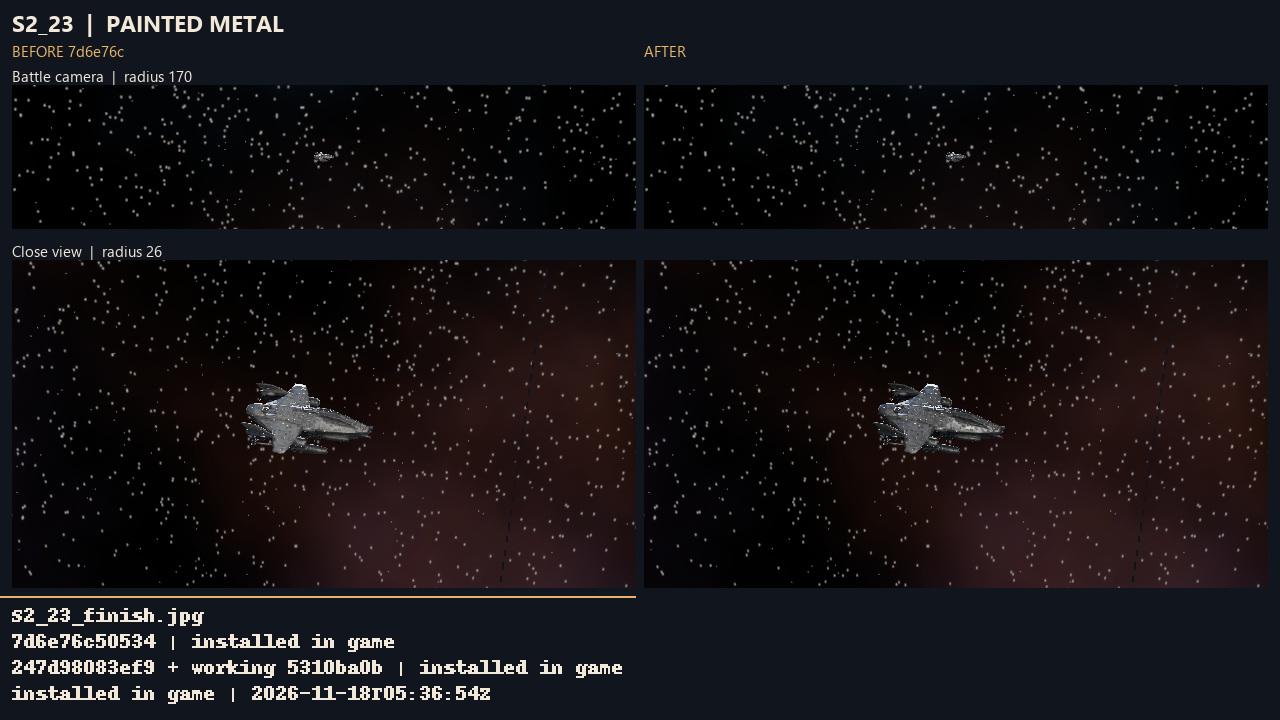 S2_23 | PAINTED METAL
BEFORE 7d6e76c
AFTER
Battle camera | radius 170
Close view | radius 26
S2_23_finish.jpg
7d6e76c50534 | installed in game
247d98083ef9 + working 5310ba0b | installed in game
installed in game | 2026-11-18T05:36:54Z